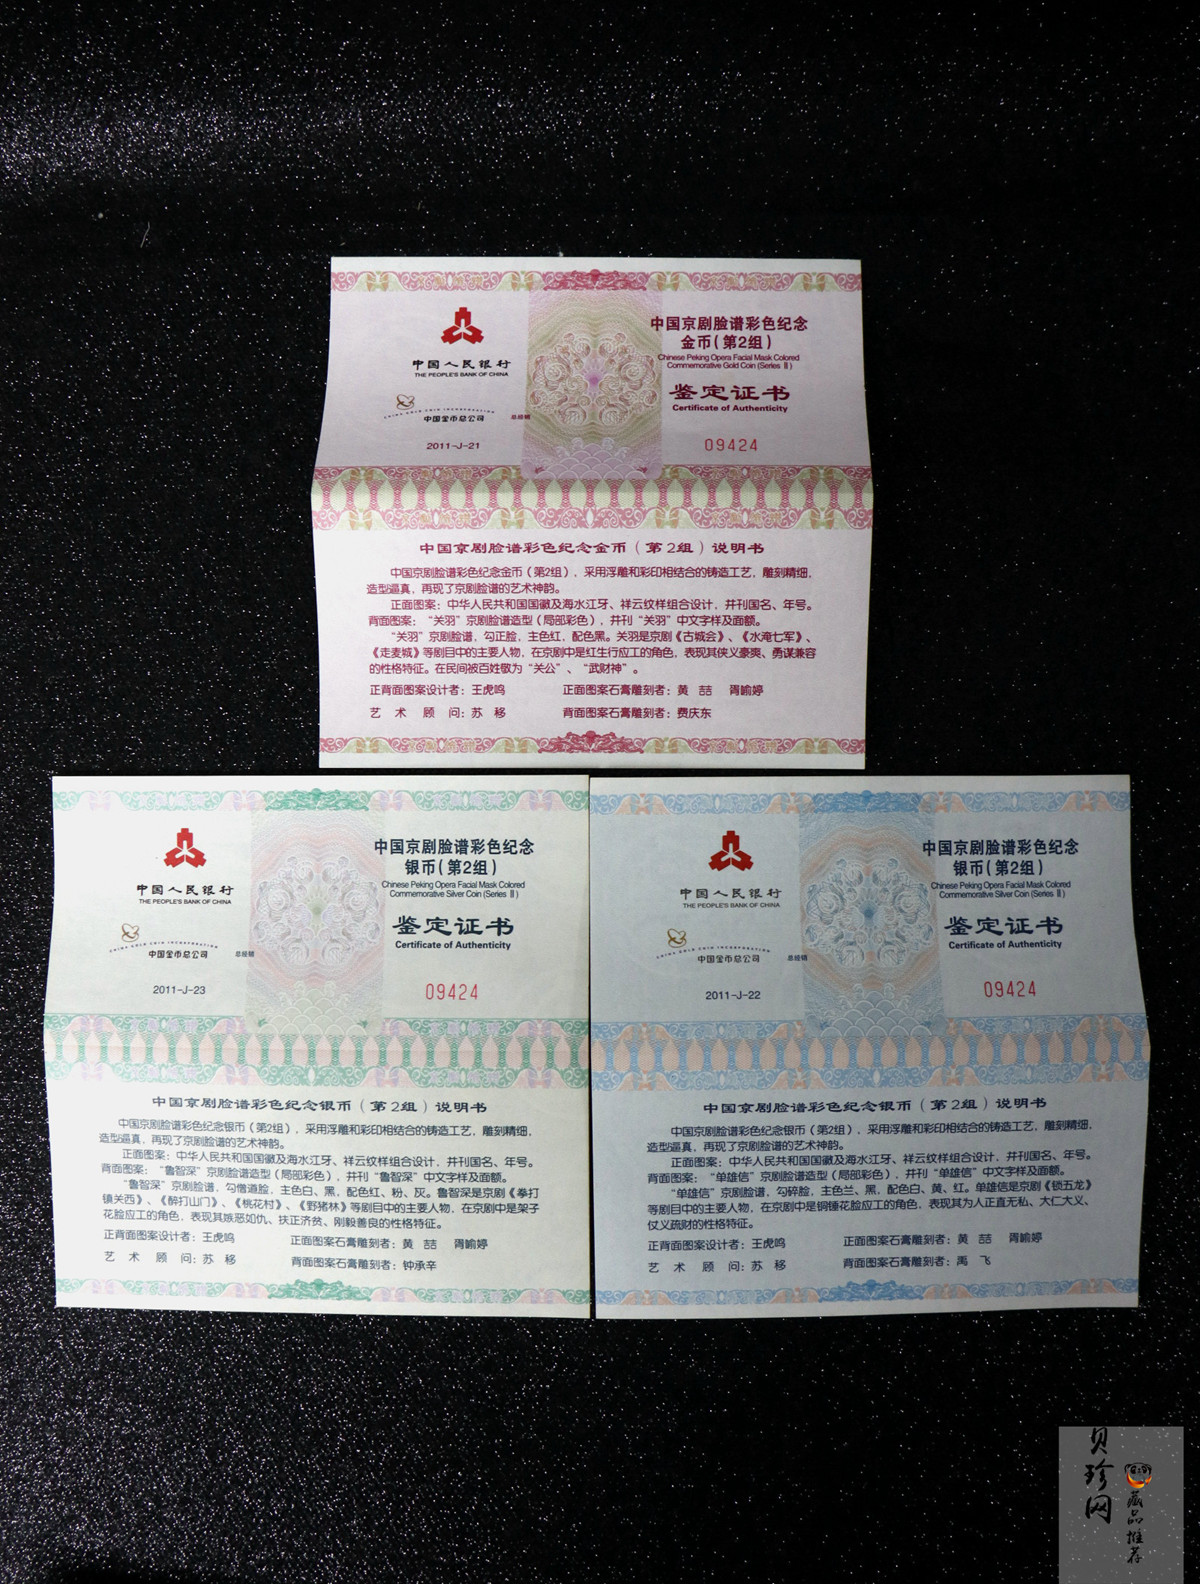 中国人民银行
THE PEOPLE'S BANK OF CHINA
CHINA GOLD COIN INCORPORATION
中国金币总公司 总经销
2011-J-21
中国京剧脸谱彩色纪念
金币(第2组)
Chinese Peking Opera Facial Mask Colored
Commemorative Gold Coin (Series Ⅱ)
鉴定证书
Certificate of Authenticity
09424
中国京剧脸谱彩色纪念金币(第2组)说明书
中国京剧脸谱彩色纪念金币(第2组),采用浮雕和彩印相结合的铸造工艺,雕刻精细,
造型逼真,再现了京剧脸谱的艺术神韵。
正面图案:中华人民共和国国徽及海水江牙、祥云纹样组合设计,并刊国名、年号。
背面图案:“关羽”京剧脸谱造型(局部彩色),并刊“关羽”中文字样及面额。
“关羽”京剧脸谱,勾正脸,主色红,配色黑。关羽是京剧《古城会》、《水淹七军》、
《走麦城》等剧目中的主要人物,在京剧中是红生行应工的角色,表现其侠义豪爽、勇谋兼容
的性格特征。在民间被百姓敬为“关公”、“武财神”。
正背面图案设计者:王虎鸣 正面图案石膏雕刻者:黄 喆 胥喻婷
艺 术 顾 问:苏 移 背面图案石膏雕刻者:费庆东
中国人民银行
THE PEOPLE'S BANK OF CHINA
CHINA GOLD COIN INCORPORATION
中国金币总公司 总经销
2011-J-23
中国京剧脸谱彩色纪念
银币(第2组)
Chinese Peking Opera Facial Mask Colored
Commemorative Silver Coin (Series Ⅱ)
鉴定证书
Certificate of Authenticity
09424
中国京剧脸谱彩色纪念银币(第2组)说明书
中国京剧脸谱彩色纪念银币(第2组),采用浮雕和彩印相结合的铸造工艺,雕刻精细,
造型逼真,再现了京剧脸谱的艺术神韵。
正面图案:中华人民共和国国徽及海水江牙、祥云纹样组合设计,并刊国名、年号。
背面图案:“鲁智深”京剧脸谱造型(局部彩色),并刊“鲁智深”中文字样及面额。
“鲁智深”京剧脸谱,勾僧道脸,主色白、黑,配色红、粉、灰。鲁智深是京剧《拳打
镇关西》、《醉打山门》、《桃花村》、《野猪林》等剧目中的主要人物,在京剧中是架子
花脸应工的角色,表现其嫉恶如仇、扶正济贫、刚毅善良的性格特征。
正背面图案设计者:王虎鸣 正面图案石膏雕刻者:黄 喆 胥喻婷
艺 术 顾 问:苏 移 背面图案石膏雕刻者:钟承辛
中国人民银行
THE PEOPLE'S BANK OF CHINA
CHINA GOLD COIN INCORPORATION
中国金币总公司 总经销
2011-J-22
中国京剧脸谱彩色纪念
银币(第2组)
Chinese Peking Opera Facial Mask Colored
Commemorative Silver Coin (Series Ⅱ)
鉴定证书
Certificate of Authenticity
09424
中国京剧脸谱彩色纪念银币(第2组)说明书
中国京剧脸谱彩色纪念银币(第2组),采用浮雕和彩印相结合的铸造工艺,雕刻精细,
造型逼真,再现了京剧脸谱的艺术神韵。
正面图案:中华人民共和国国徽及海水江牙、祥云纹样组合设计,并刊国名、年号。
背面图案:“单雄信”京剧脸谱造型(局部彩色),并刊“单雄信”中文字样及面额。
“单雄信”京剧脸谱,勾碎脸,主色兰、黑,配色白、黄、红。单雄信是京剧《锁五龙》
等剧目中的主要人物,在京剧中是铜锤花脸应工的角色,表现其为人正直无私、大仁大义、
仗义疏财的性格特征。
正背面图案设计者:王虎鸣 正面图案石膏雕刻者:黄 喆 胥喻婷
艺 术 顾 问:苏 移 背面图案石膏雕刻者:禹 飞
贝珍网
藏品推荐